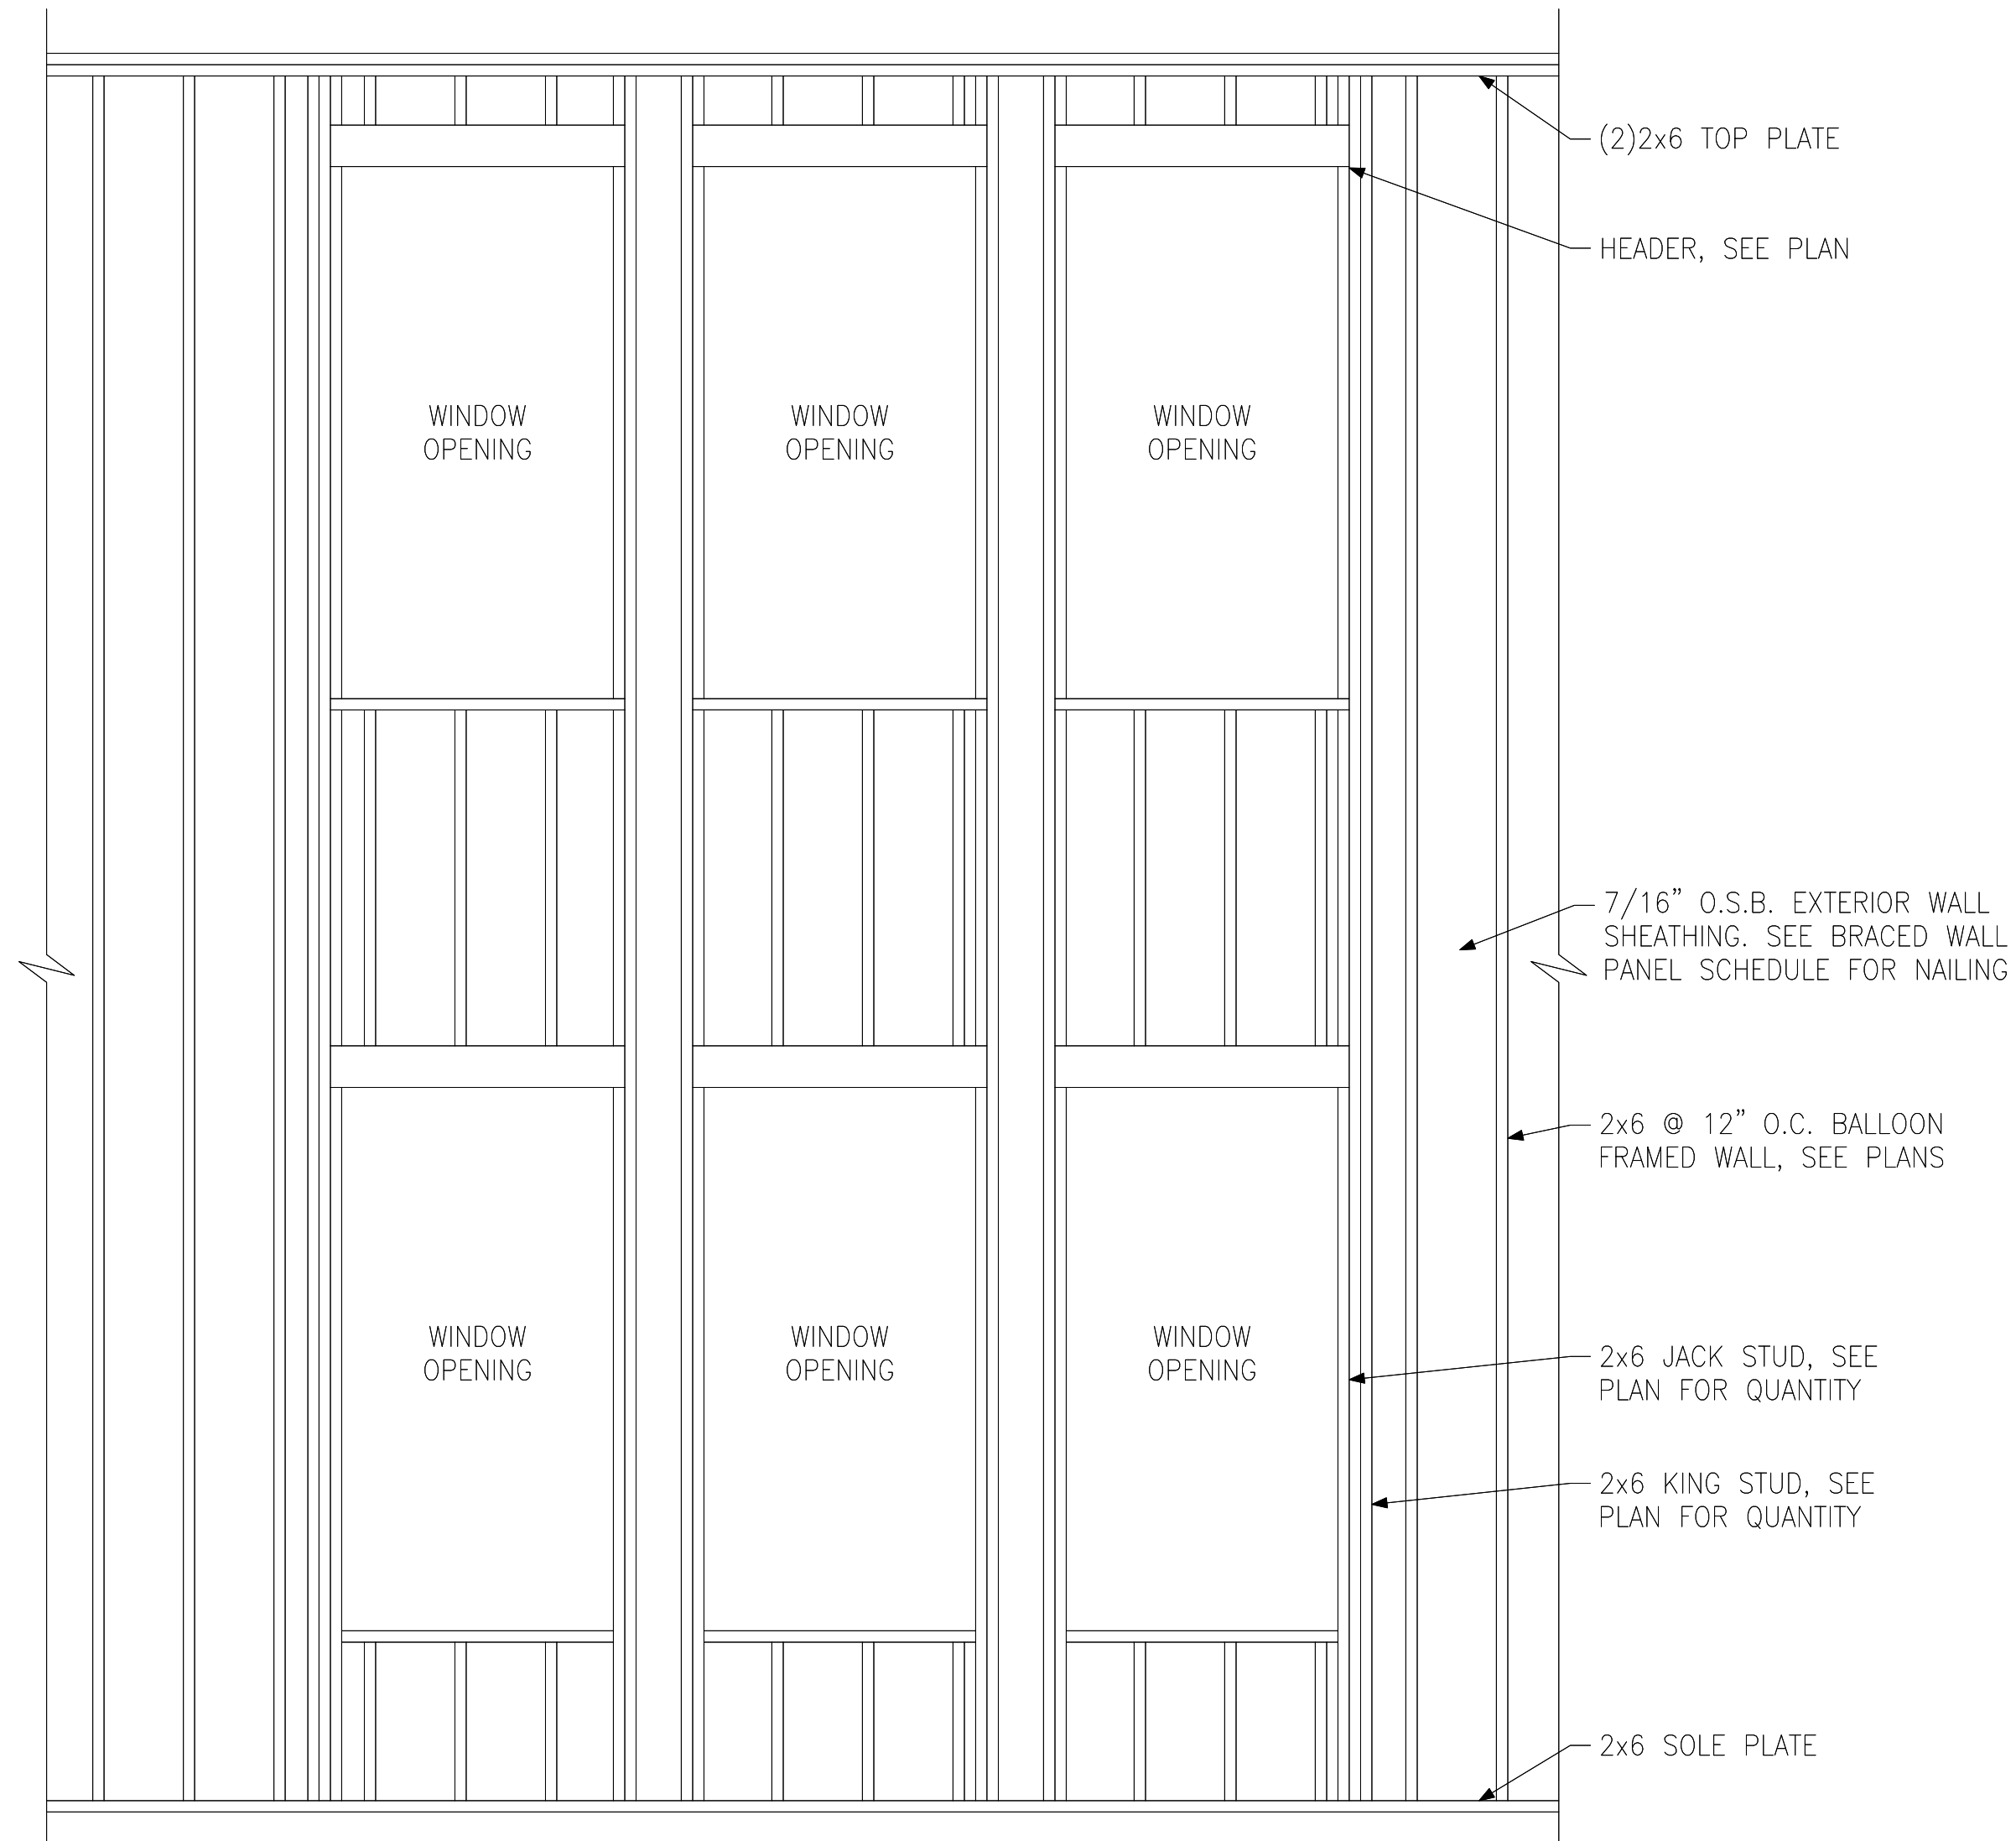 (2)2x6 TOP PLATE
HEADER, SEE PLAN
WINDOW
OPENING
WINDOW
OPENING
WINDOW
OPENING
7/16" O.S.B. EXTERIOR WALL
SHEATHING. SEE BRACED WALL
PANEL SCHEDULE FOR NAILING
2x6 @ 12" O.C. BALLOON
FRAMED WALL, SEE PLANS
WINDOW
OPENING
WINDOW
OPENING
WINDOW
OPENING
2x6 JACK STUD, SEE
PLAN FOR QUANTITY
2x6 KING STUD, SEE
PLAN FOR QUANTITY
2x6 SOLE PLATE